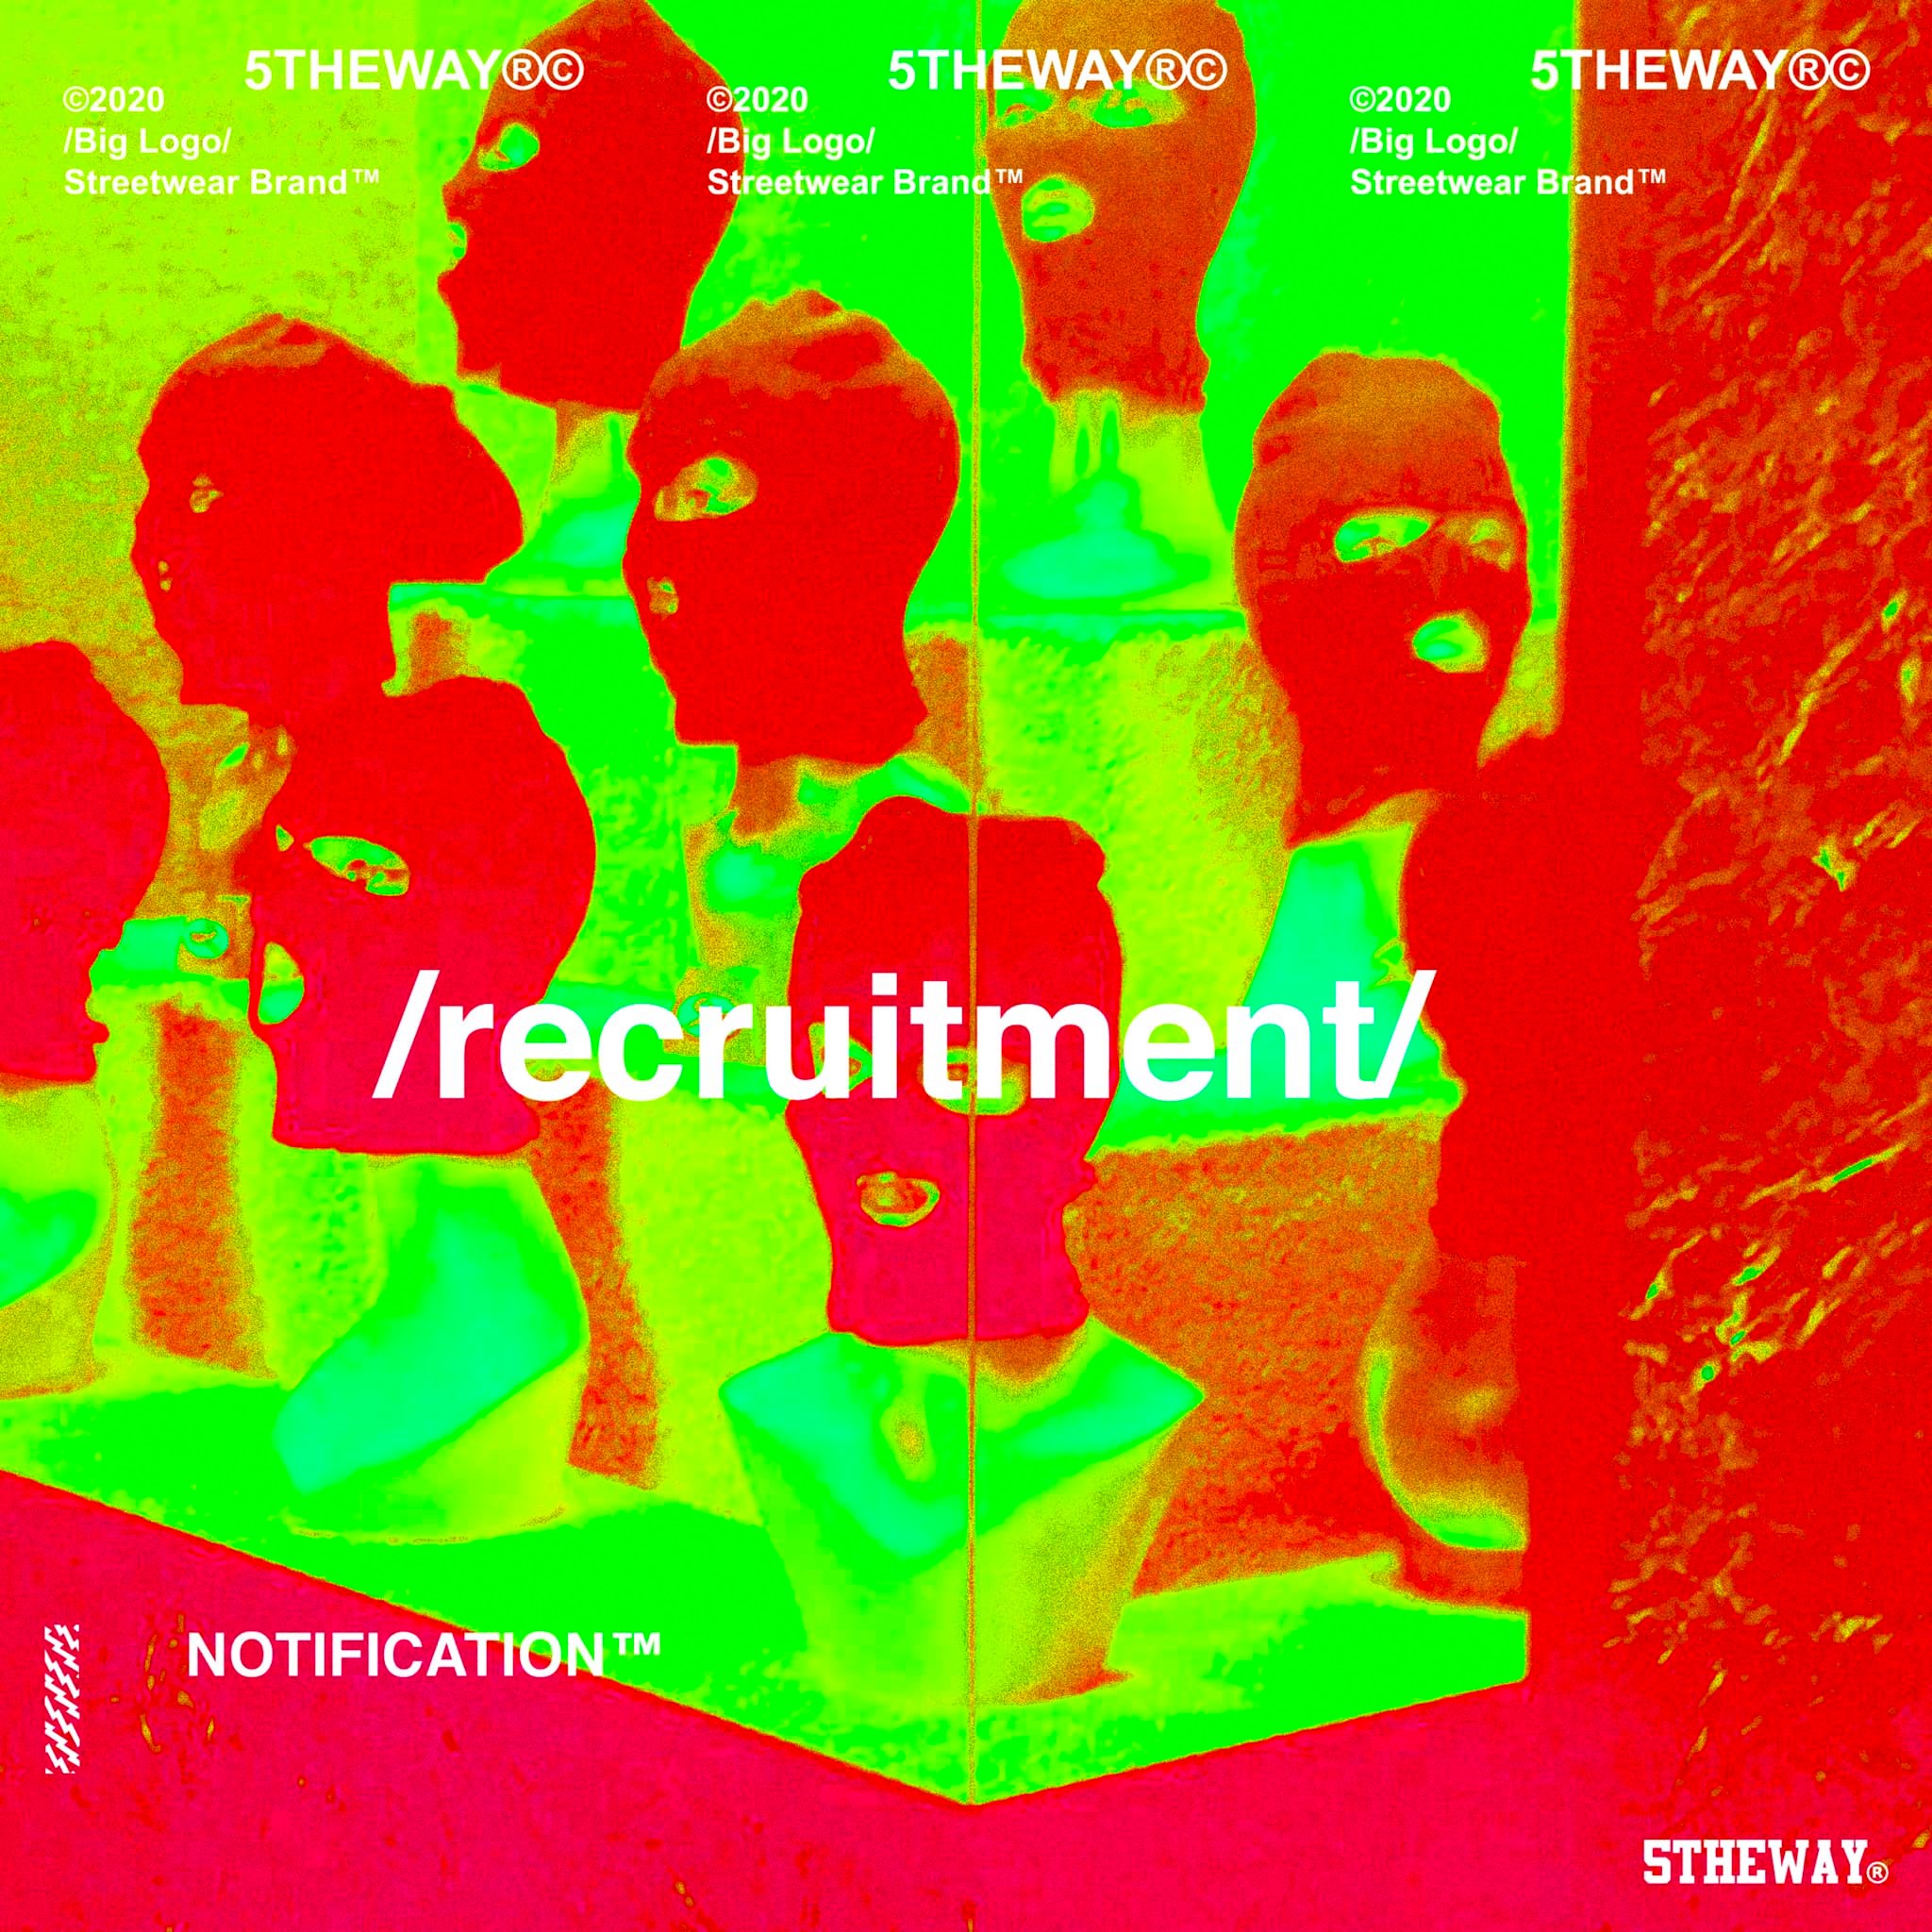 5THEWAY®©
©2020
/Big Logo/
Streetwear Brand™
5THEWAY®©
©2020
/Big Logo/
Streetwear Brand™
5THEWAY®©
©2020
/Big Logo/
Streetwear Brand™
/recruitment/
NOTIFICATION™
5THEWAY®